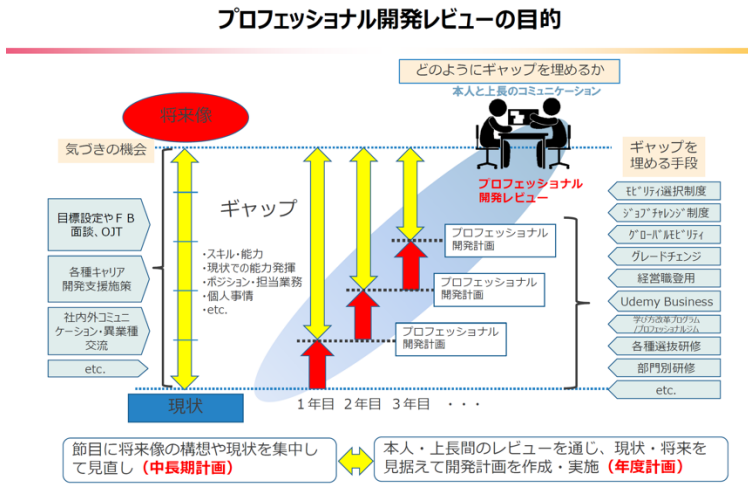 プロフェッショナル開発レビューの目的
どのようにギャップを埋めるか
本人と上長のコミュニケーション
将来像
気づきの機会
ギャップを
埋める手段
プロフェッショナル
開発レビュー
ギャップ
目標設定やＦＢ
面談、OJT
各種キャリア
開発支援施策
社内外コミュニ
ケーション・異業種
交流
etc.
・スキル・能力
・現状での能力発揮
・ポジション・担当業務
・個人事情
・etc.
プロフェッショナル
開発計画
プロフェッショナル
開発計画
プロフェッショナル
開発計画
ﾓﾋﾞﾘﾃｨ選択制度
ｼﾞｮﾌﾞﾁｬﾚﾝｼﾞ制度
ｸﾞﾛｰﾊﾞﾙﾓﾋﾞﾘﾃｨ
グレードチェンジ
経営職登用
Udemy Business
学び方改革プログラム
/プロフェッショナルジム
各種選抜研修
部門別研修
etc.
現状
1年目 2年目 3年目 ・・・
節目に将来像の構想や現状を集中し
て見直し（中長期計画）
本人・上長間のレビューを通じ、現状・将来を
見据えて開発計画を作成・実施（年度計画）